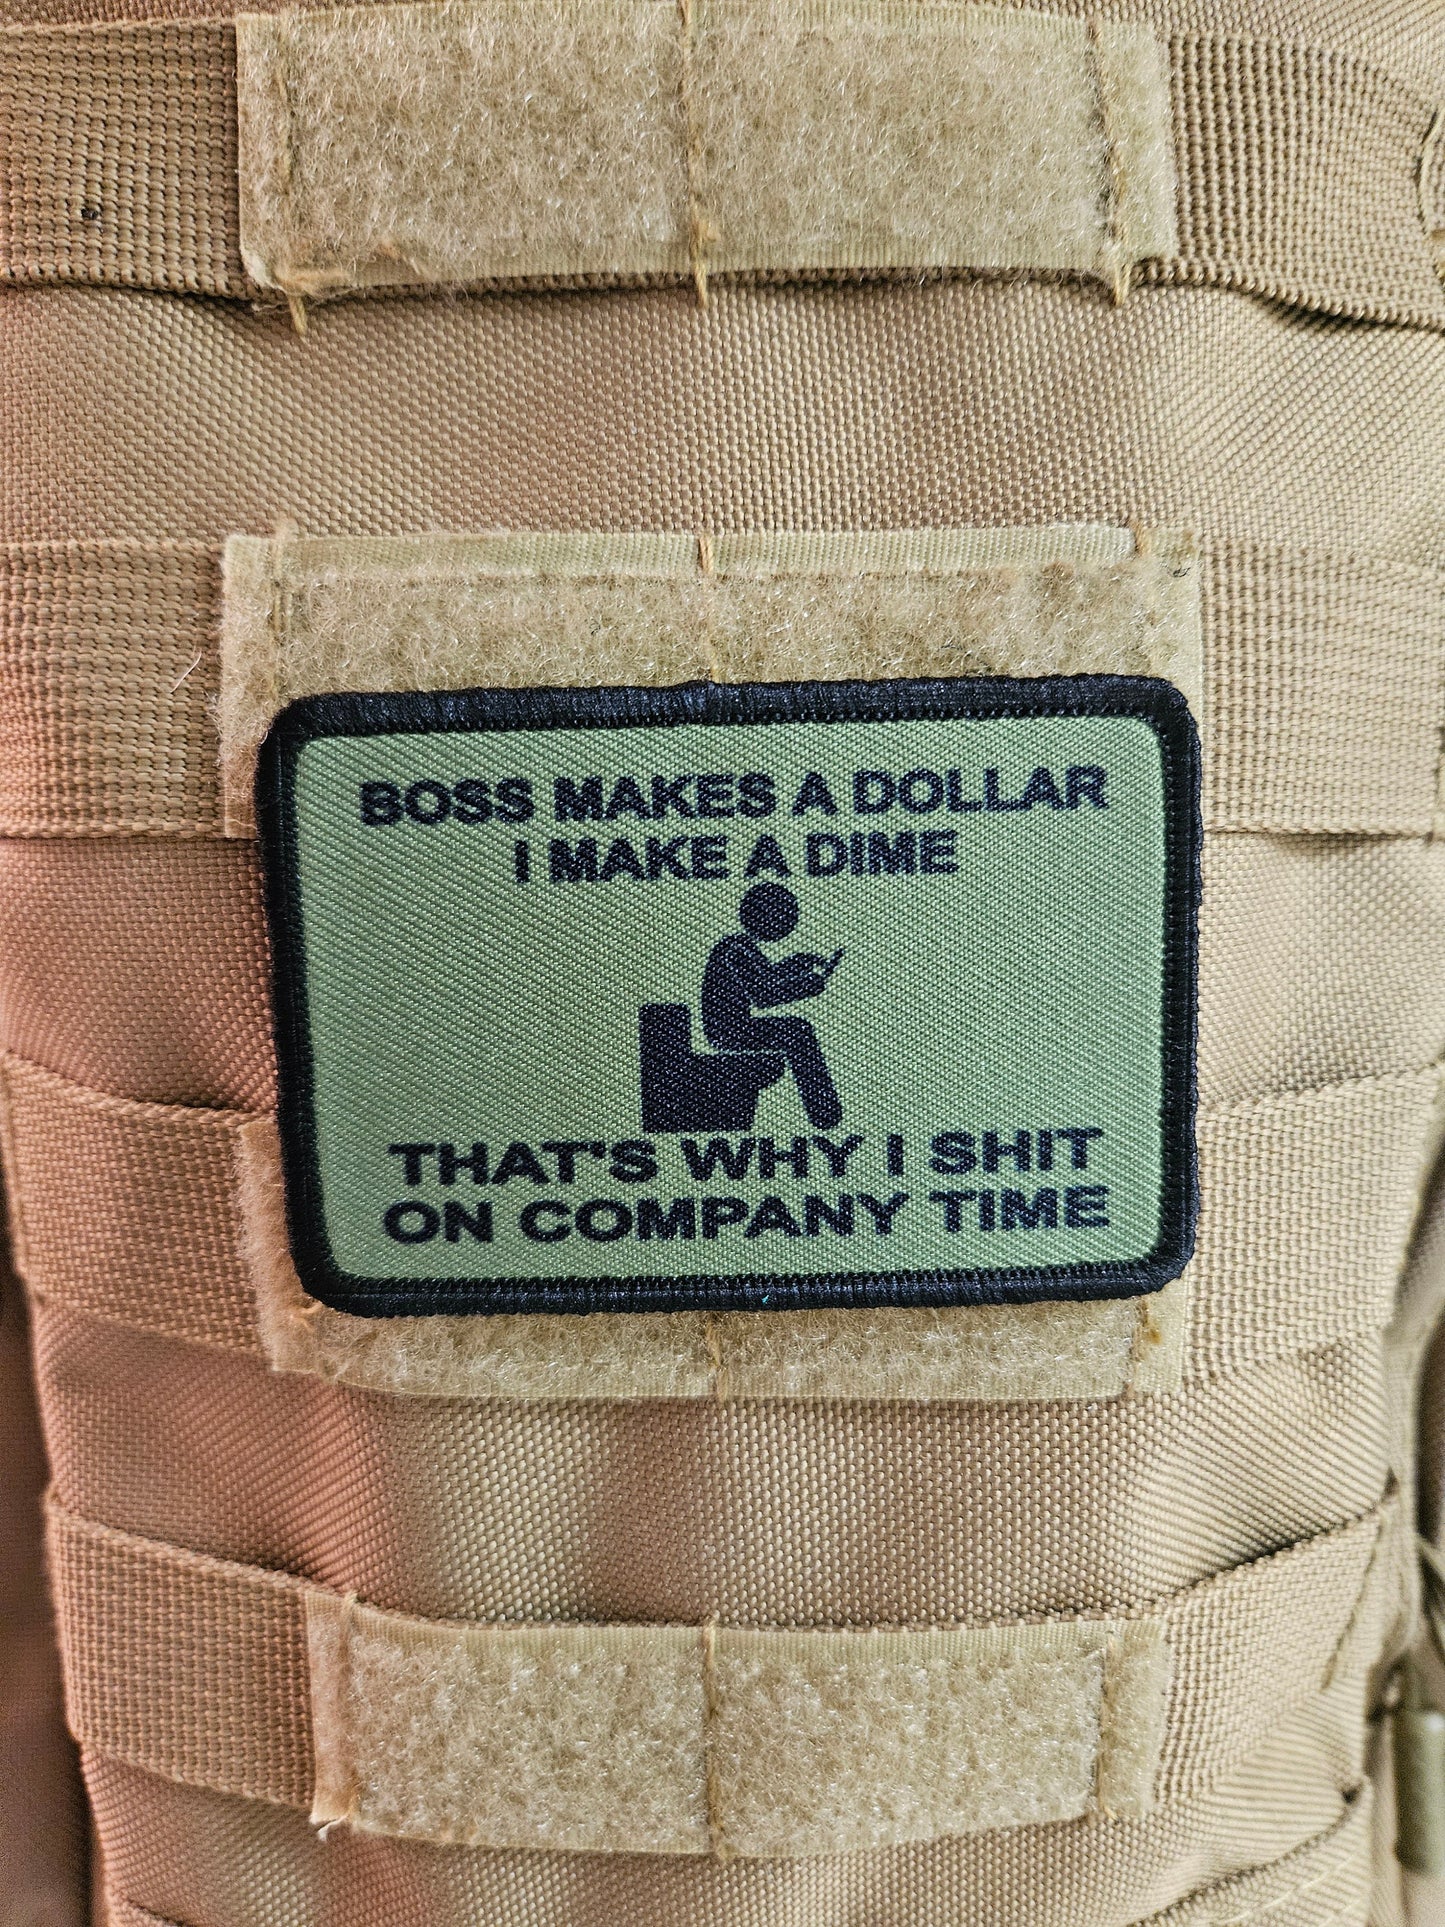 BOSS MAKES A DOLLAR
I MAKE A DIME
THAT'S WHY I SHIT
ON COMPANY TIME